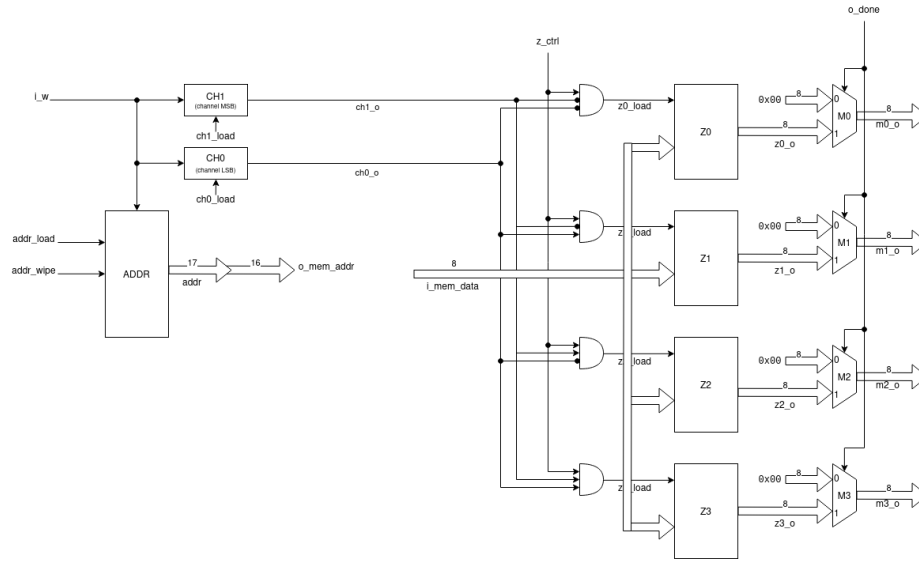 o_done
z_ctrl
i_w
CH1
(channel MSB)
ch1_load
ch1_o
CH0
(channel LSB)
ch0_load
ch0_o
addr_load
addr_wipe
ADDR
17
addr
16
o_mem_addr
8
i_mem_data
z0_load
Z0
0x00
8
8
z0_o
0
M0
1
8
m0_o
_load
Z1
0x00
8
8
z1_o
0
M1
1
8
m1_o
_load
Z2
0x00
8
8
z2_o
0
M2
1
8
m2_o
_load
Z3
0x00
8
8
z3_o
0
M3
1
8
m3_o